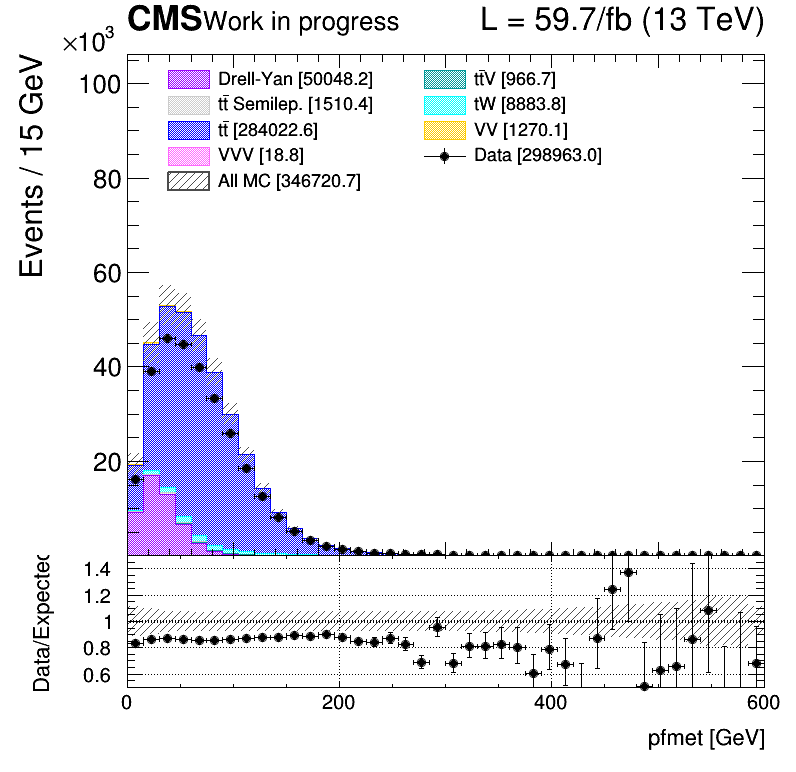 CMS Work in progress L = 59.7/fb (13 TeV)
×10³
Events / 15 GeV
100
80
60
40
20
Drell-Yan [50048.2]
tt̄ Semilep. [1510.4]
tt̄ [284022.6]
VVV [18.8]
All MC [346720.7]
tt̄V [966.7]
tW [8883.8]
VV [1270.1]
Data [298963.0]
Data/Expected
1.4
1.2
1
0.8
0.6
0 200 400 600
pfmet [GeV]